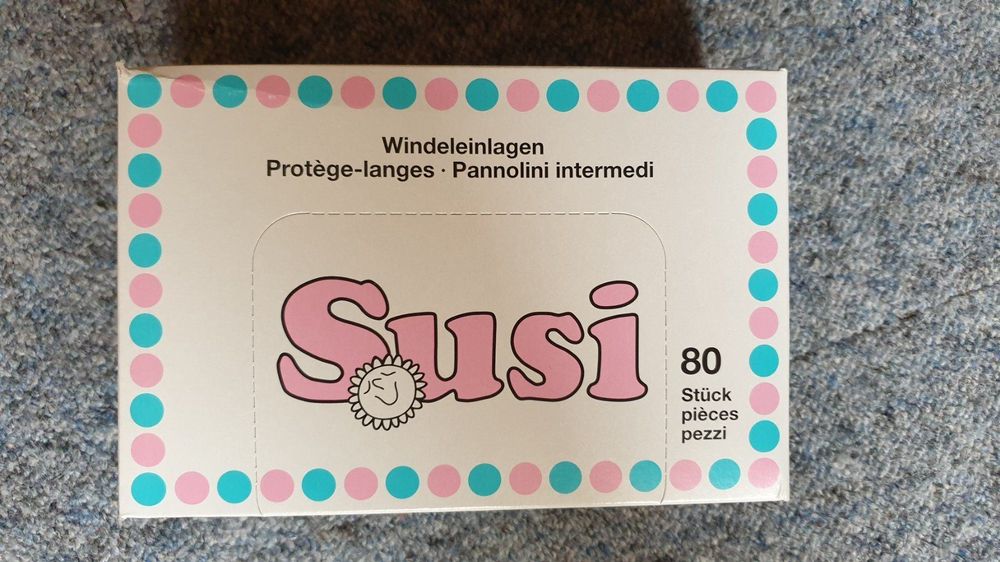 Windeleinlagen
Protège-langes · Pannolini intermedi
Susi
80
Stück
pièces
pezzi